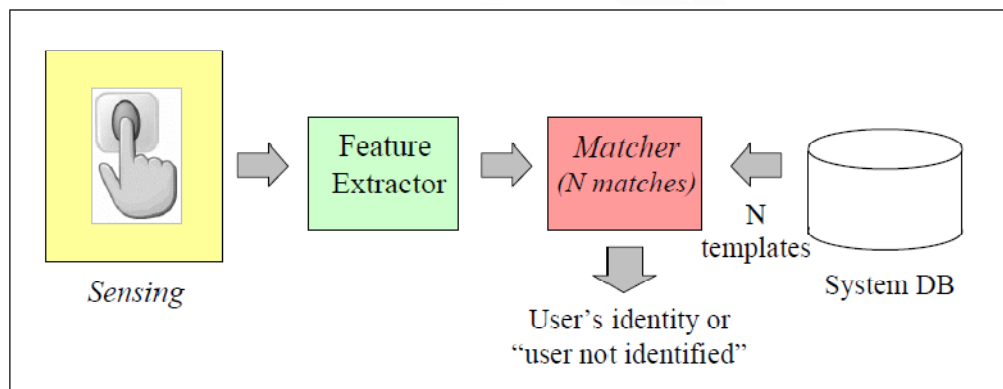 Sensing
Feature
Extractor
Matcher
(N matches)
N
templates
System DB
User's identity or
“user not identified”